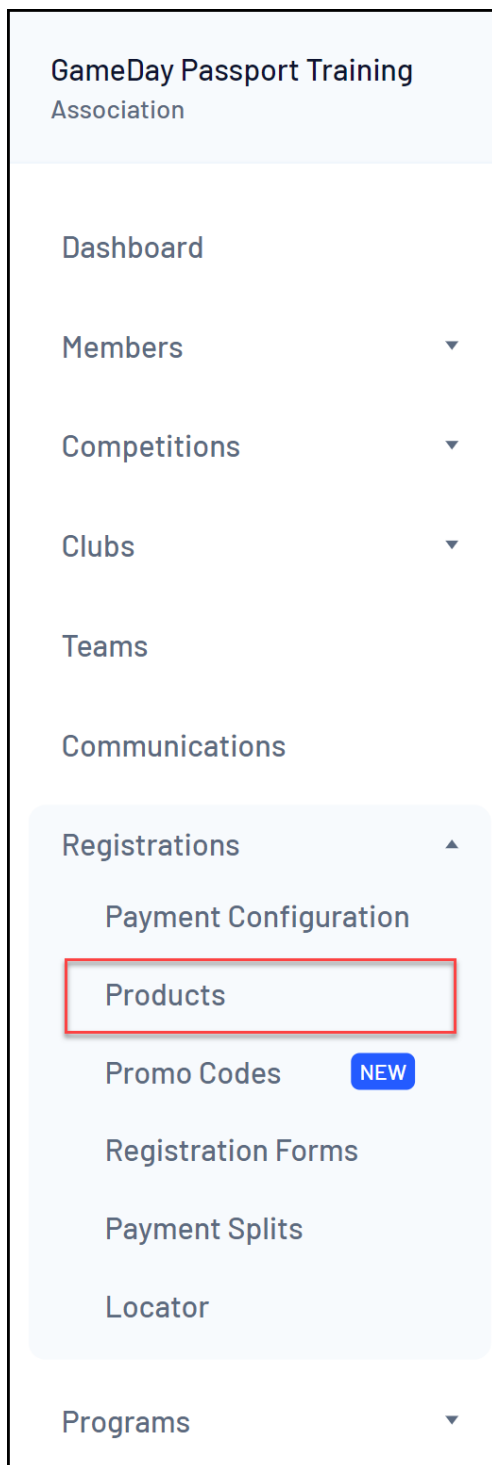 GameDay Passport Training
Association
Dashboard
Members
Competitions
Clubs
Teams
Communications
Registrations
Payment Configuration
Products
Promo Codes NEW
Registration Forms
Payment Splits
Locator
Programs